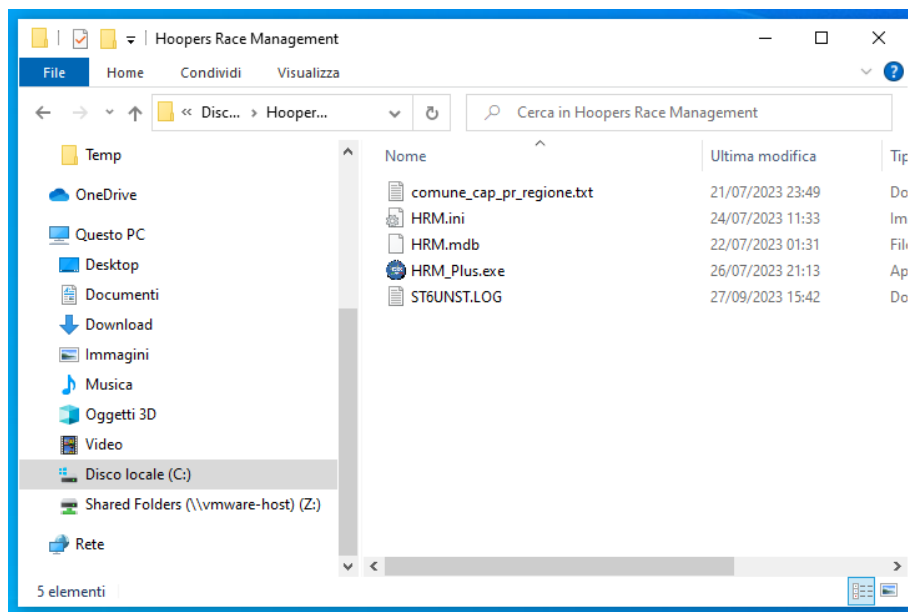 Hoopers Race Management
File Home Condividi Visualizza
?
« Disc... › Hooper...
Cerca in Hoopers Race Management
Temp
OneDrive
Questo PC
Desktop
Documenti
Download
Immagini
Musica
Oggetti 3D
Video
Disco locale (C:)
Shared Folders (\\vmware-host) (Z:)
Rete
Nome Ultima modifica Tip
comune_cap_pr_regione.txt 21/07/2023 23:49 Do
HRM.ini 24/07/2023 11:33 Im
HRM.mdb 22/07/2023 01:31 File
HRM_Plus.exe 26/07/2023 21:13 Ap
ST6UNST.LOG 27/09/2023 15:42 Do
5 elementi